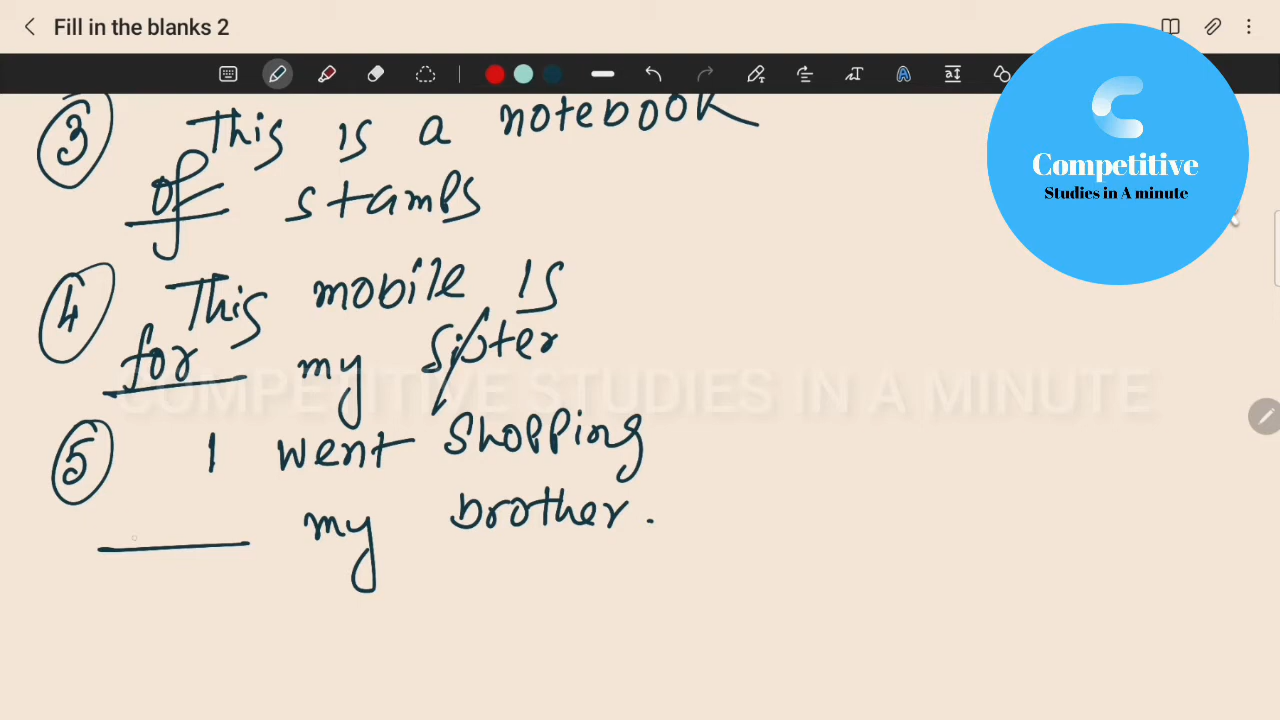 Fill in the blanks 2
Competitive
Studies in A minute
③ This is a notebook
of stamps
④ This mobile is
for my sister
COMPETITIVE STUDIES IN A MINUTE
⑤ I went shopping
my brother.